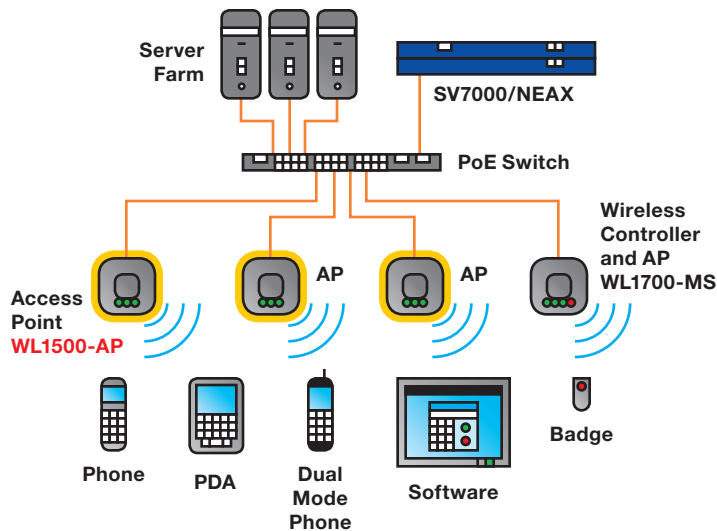 Server
Farm
SV7000/NEAX
PoE Switch
Wireless
Controller
and AP
WL1700-MS
AP
AP
Access
Point
WL1500-AP
Phone
PDA
Dual
Mode
Phone
Software
Badge